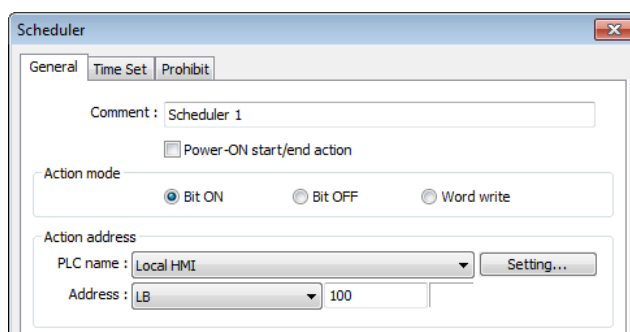 Scheduler
General Time Set Prohibit
Comment : Scheduler 1
Power-ON start/end action
Action mode
Bit ON Bit OFF Word write
Action address
PLC name : Local HMI Setting...
Address : LB 100